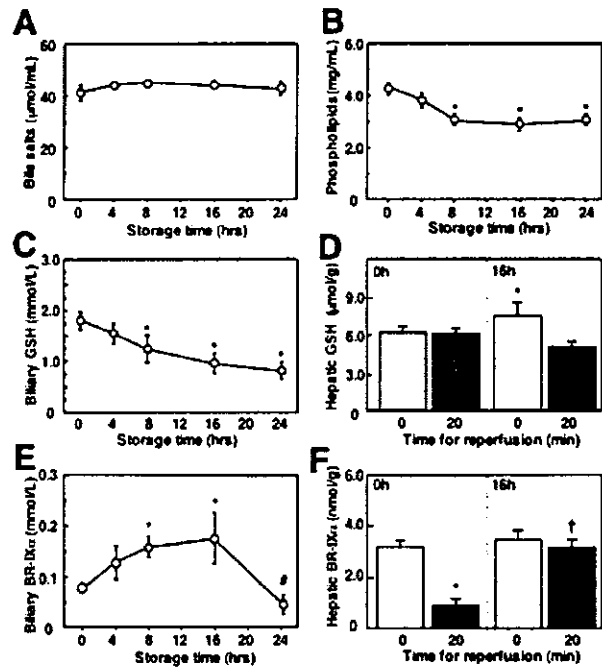 A
60
40
20
0
Bile salts (μmol/mL)
0 4 8 12 16 20 24
Storage time (hrs)
B
6.0
4.0
2.0
0
Phospholipids (mg/mL)
* * *
0 4 8 12 16 20 24
Storage time (hrs)
C
3.0
2.0
1.0
0
Biliary GSH (mmol/L)
* * *
0 4 8 12 16 20 24
Storage time (hrs)
D
0h 16h
9.0
6.0
3.0
0
Hepatic GSH (μmol/g)
*
0 20 0 20
Time for reperfusion (min)
E
0.3
0.2
0.1
0
Biliary BR-IXα (mmol/L)
* * #
0 4 8 12 16 20 24
Storage time (hrs)
F
0h 16h
6.0
4.0
2.0
0
Hepatic BR-IXα (nmol/g)
* †
0 20 0 20
Time for reperfusion (min)